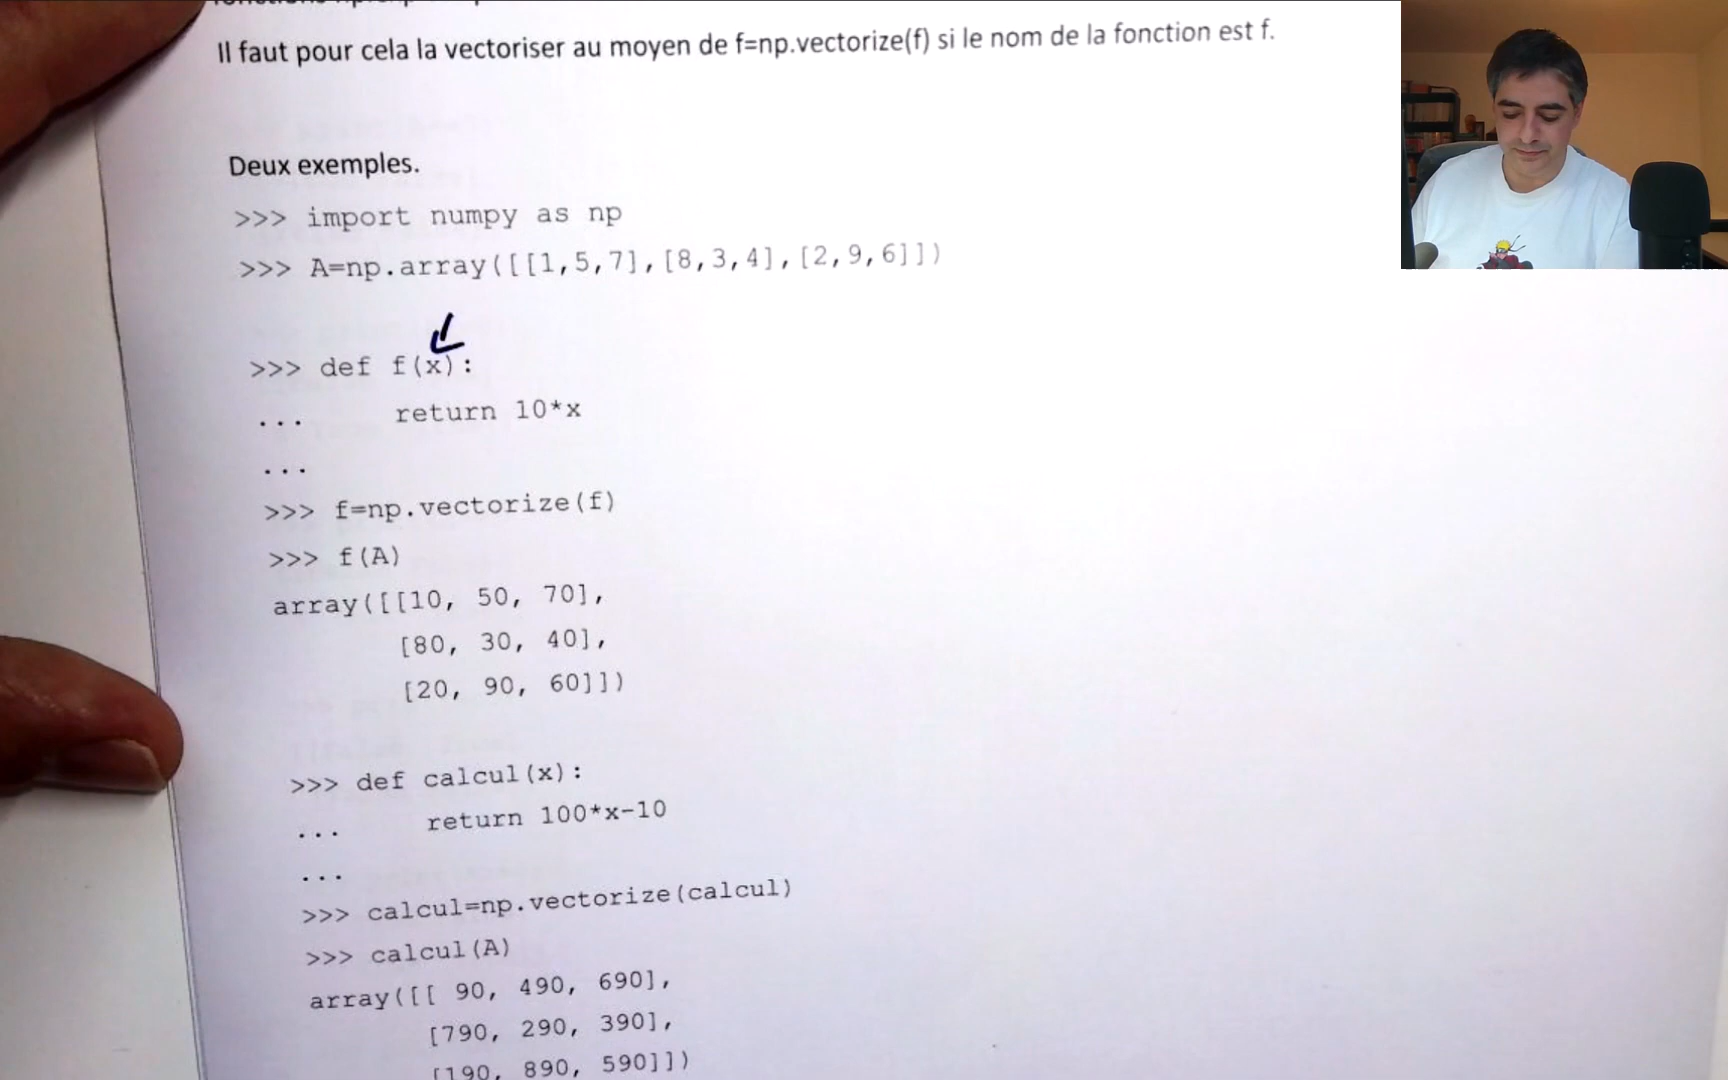 Il faut pour cela la vectoriser au moyen de f=np.vectorize(f) si le nom de la fonction est f.
Deux exemples.
>>> import numpy as np
>>> A=np.array([[1,5,7],[8,3,4],[2,9,6]])
>>> def f(x):
... return 10*x
...
>>> f=np.vectorize(f)
>>> f(A)
array([[10, 50, 70],
[80, 30, 40],
[20, 90, 60]])
>>> def calcul(x):
... return 100*x-10
...
>>> calcul=np.vectorize(calcul)
>>> calcul(A)
array([[ 90, 490, 690],
[790, 290, 390],
[190, 890, 590]])